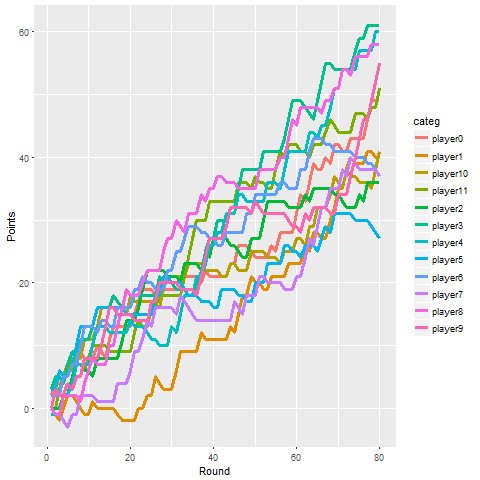 60
40
20
0
Points
0
20
40
60
80
Round
categ
player0
player1
player10
player11
player2
player3
player4
player5
player6
player7
player8
player9